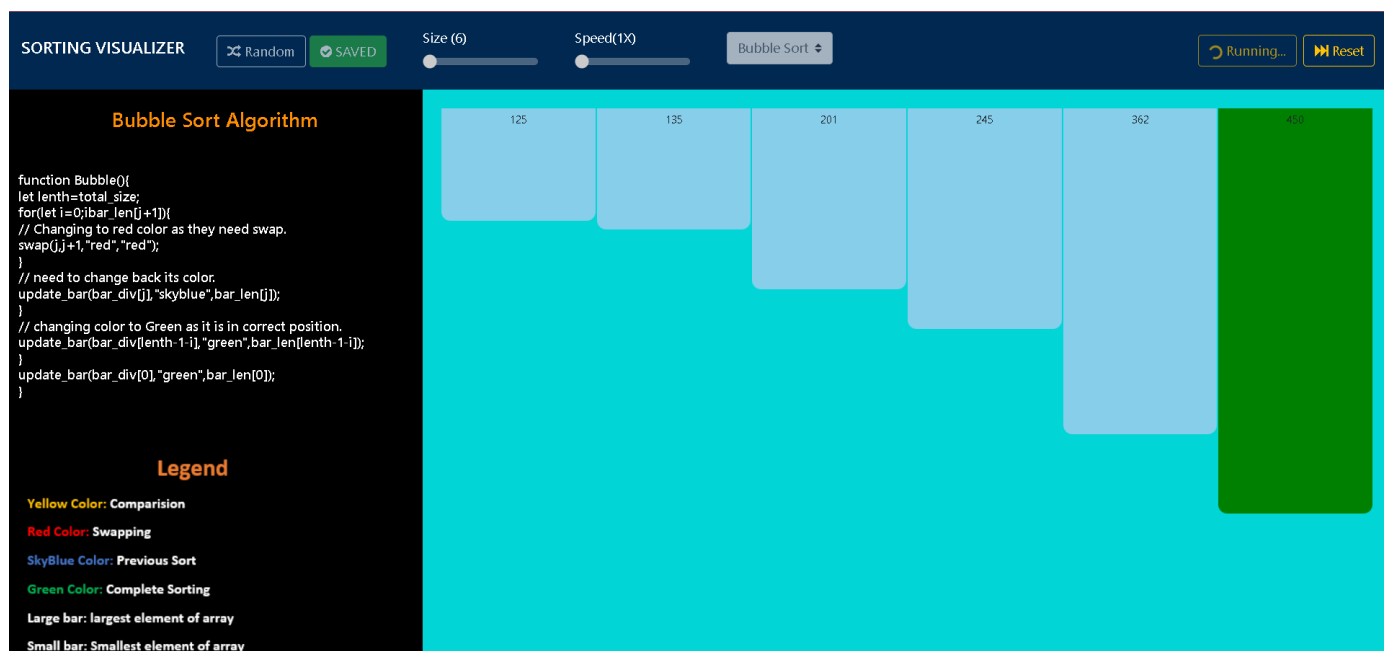 SORTING VISUALIZER
Random
SAVED
Size (6)
Speed(1X)
Bubble Sort
Running...
Reset
Bubble Sort Algorithm
function Bubble(){
let lenth=total_size;
for(let i=0;ibar_len[j+1]){
// Changing to red color as they need swap.
swap(j,j+1,"red","red");
}
// need to change back its color.
update_bar(bar_div[j],"skyblue",bar_len[j]);
}
// changing color to Green as it is in correct position.
update_bar(bar_div[lenth-1-i],"green",bar_len[lenth-1-i]);
}
update_bar(bar_div[0],"green",bar_len[0]);
}
Legend
Yellow Color: Comparision
Red Color: Swapping
SkyBlue Color: Previous Sort
Green Color: Complete Sorting
Large bar: largest element of array
Small bar: Smallest element of array
125
135
201
245
362
450